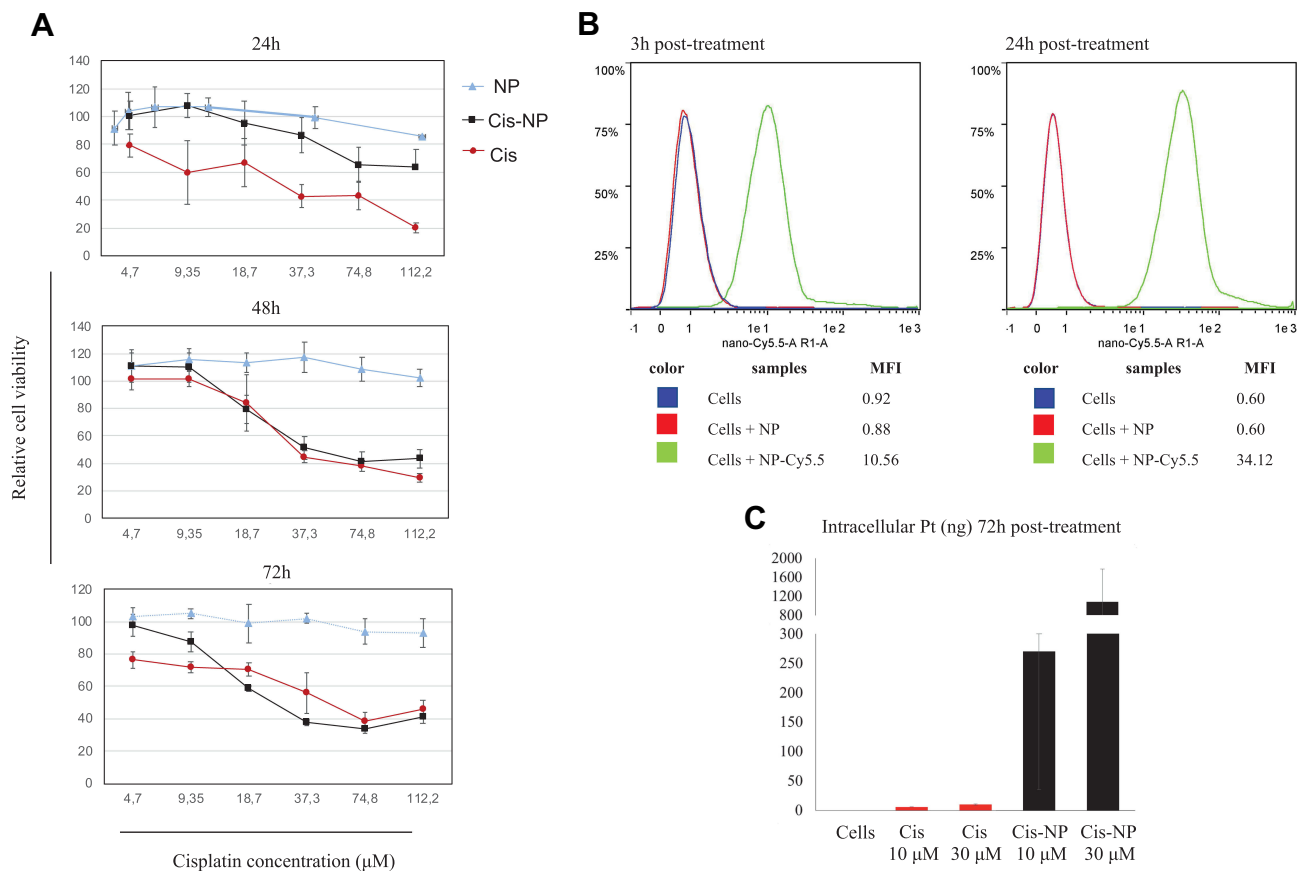 A
24h
140
120
100
80
60
40
20
0
4,7 9,35 18,7 37,3 74,8 112,2
NP
Cis-NP
Cis
48h
140
120
100
80
60
40
20
0
4,7 9,35 18,7 37,3 74,8 112,2
72h
120
100
80
60
40
20
0
4,7 9,35 18,7 37,3 74,8 112,2
Relative cell viability
Cisplatin concentration (μM)
B
3h post-treatment
100%
75%
50%
25%
-1 0 1 1e1 1e2 1e3
nano-Cy5.5-A R1-A
color samples MFI
Cells 0.92
Cells + NP 0.88
Cells + NP-Cy5.5 10.56
24h post-treatment
100%
75%
50%
25%
-1 0 1 1e1 1e2 1e3
nano-Cy5.5-A R1-A
color samples MFI
Cells 0.60
Cells + NP 0.60
Cells + NP-Cy5.5 34.12
C
Intracellular Pt (ng) 72h post-treatment
2000
1600
1200
800
300
250
200
150
100
50
0
Cells
Cis
10 μM
Cis
30 μM
Cis-NP
10 μM
Cis-NP
30 μM